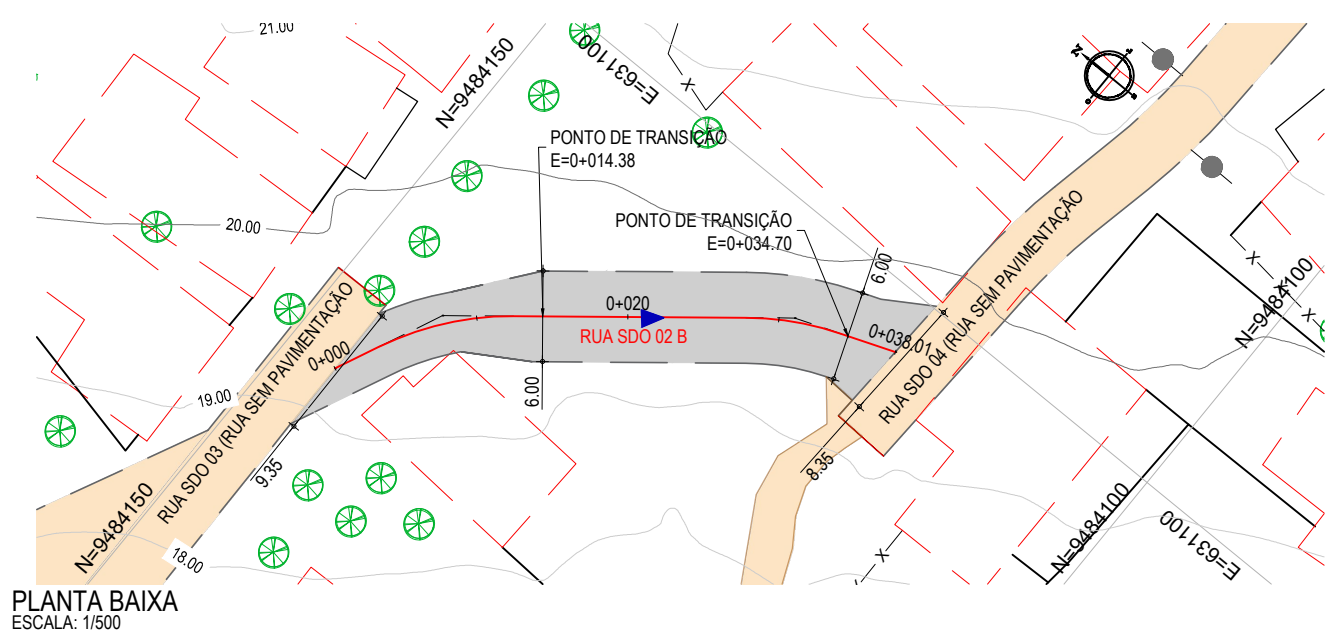 21.00
N=9484150
E=631100
N
PONTO DE TRANSIÇÃO
E=0+014.38
20.00
PONTO DE TRANSIÇÃO
E=0+034.70
6.00
X
RUA SDO 04 (RUA SEM PAVIMENTAÇÃO
X
N=9484100
X
RUA SDO 03 (RUA SEM PAVIMENTAÇÃO
0+000
0+020
RUA SDO 02 B
0+038.01
19.00
6.00
9.35
8.35
N=9484150
18.00
X
N=9484100
E=631100
PLANTA BAIXA
ESCALA: 1/500